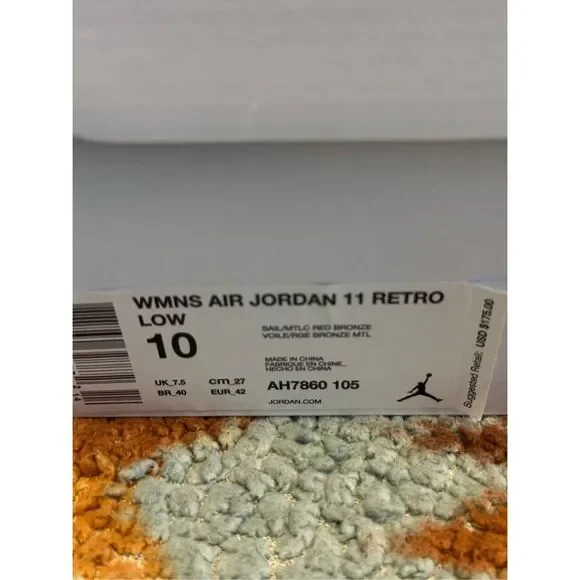 WMNS AIR JORDAN 11 RETRO
LOW
10
SAIL/MTLC RED BRONZE
VOILE/RGE BRONZE MTL
MADE IN CHINA
FABRIQUE EN CHINE
HECHO EN CHINA
UK_7.5
cm_27
BR_40
EUR_42
AH7860 105
JORDAN.COM
Suggested Retail: USD $175.00